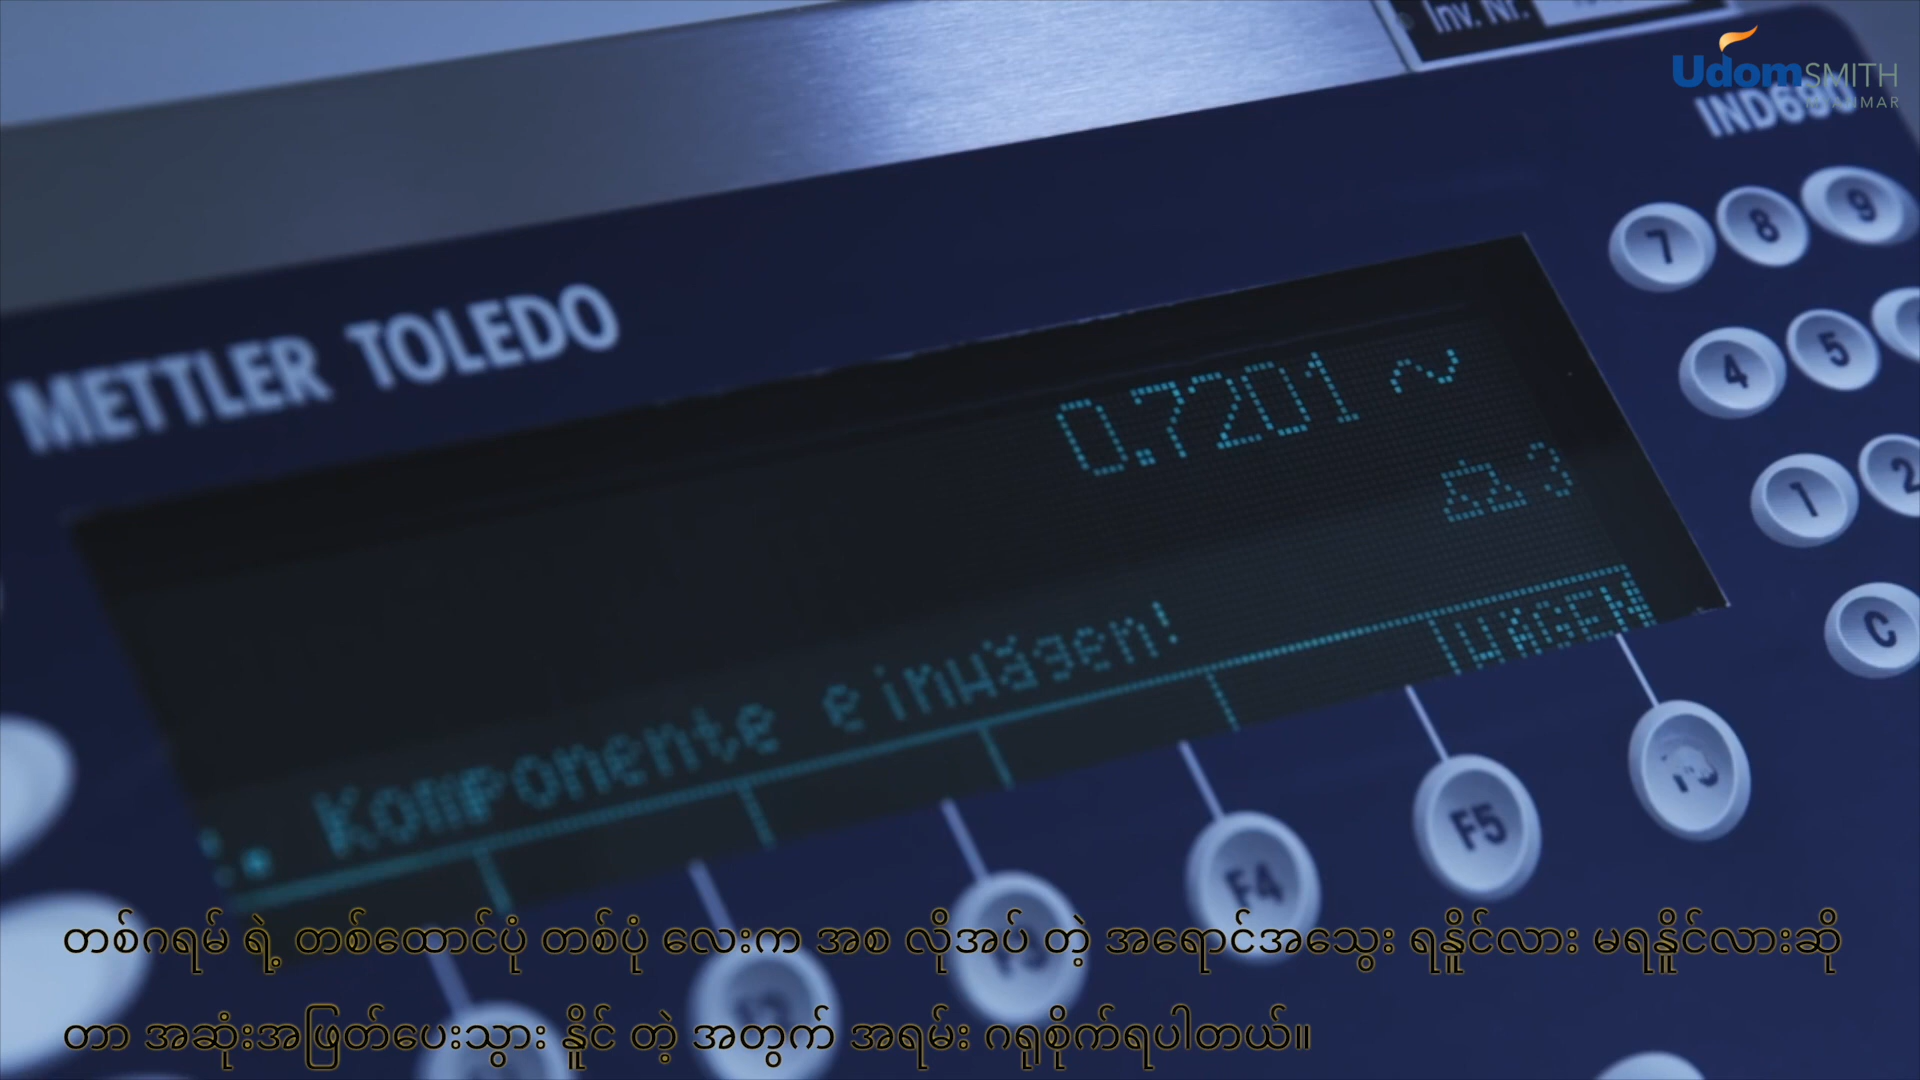 Inv. Nr.
Udom SMITH
MYANMAR
IND690
METTLER TOLEDO
7 8 9
0.7201 ~
4 5
3
1 2
Komponente einwägen!
C
F4 F5
တစ်ဂရမ် ရဲ့ တစ်ထောင်ပုံ တစ်ပုံ လေးက အစ လိုအပ် တဲ့ အရောင်အသွေး ရနိူင်လား မရနိူင်လားဆို
တာ အဆုံးအဖြတ်ပေးသွား နိူင် တဲ့ အတွက် အရမ်း ဂရုစိုက်ရပါတယ်။